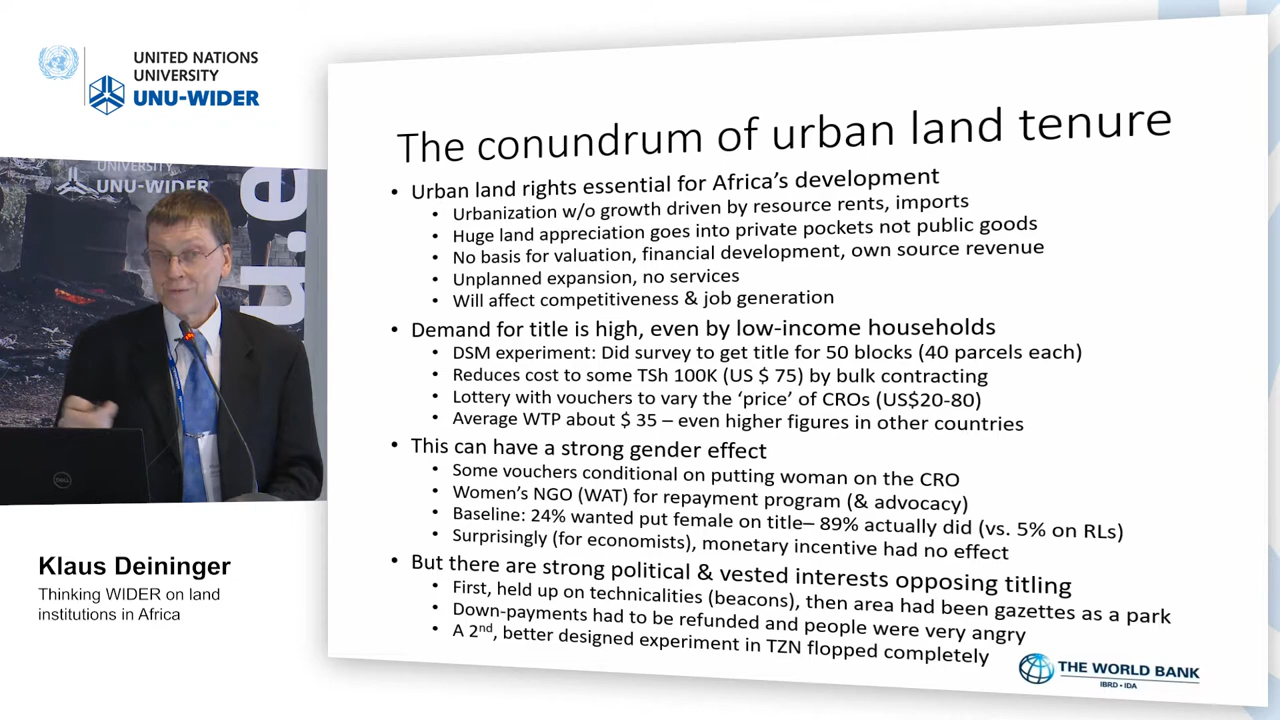 UNITED NATIONS
UNIVERSITY
UNU-WIDER
UNIVERSITY
UNU-WIDER
u.e
DELL
Klaus Deininger
Thinking WIDER on land
institutions in Africa
The conundrum of urban land tenure
• Urban land rights essential for Africa's development
• Urbanization w/o growth driven by resource rents, imports
• Huge land appreciation goes into private pockets not public goods
• No basis for valuation, financial development, own source revenue
• Unplanned expansion, no services
• Will affect competitiveness & job generation
• Demand for title is high, even by low-income households
• DSM experiment: Did survey to get title for 50 blocks (40 parcels each)
• Reduces cost to some TSh 100K (US $ 75) by bulk contracting
• Lottery with vouchers to vary the 'price' of CROs (US$20-80)
• Average WTP about $ 35 – even higher figures in other countries
• This can have a strong gender effect
• Some vouchers conditional on putting woman on the CRO
• Women's NGO (WAT) for repayment program (& advocacy)
• Baseline: 24% wanted put female on title– 89% actually did (vs. 5% on RLs)
• Surprisingly (for economists), monetary incentive had no effect
• But there are strong political & vested interests opposing titling
• First, held up on technicalities (beacons), then area had been gazettes as a park
• Down-payments had to be refunded and people were very angry
• A 2nd, better designed experiment in TZN flopped completely
THE WORLD BANK
IBRD • IDA